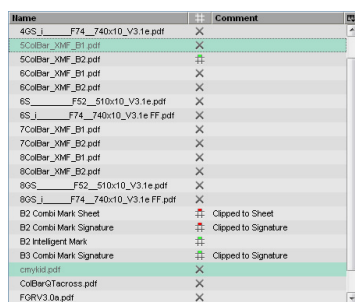 Name Comment
4GS_i______F74__740x10_V3.1e.pdf
5ColBar_XMF_B1.pdf
5ColBar_XMF_B2.pdf
6ColBar_XMF_B1.pdf
6ColBar_XMF_B2.pdf
6S_______F52__510x10_V3.1e.pdf
6S_i______F74__740x10_V3.1e FF.pdf
7ColBar_XMF_B1.pdf
7ColBar_XMF_B2.pdf
8ColBar_XMF_B1.pdf
8ColBar_XMF_B2.pdf
8GS_______F52__510x10_V3.1e.pdf
8GS_i______F74__740x10_V3.1e FF.pdf
B2 Combi Mark Sheet Clipped to Sheet
B2 Combi Mark Signature Clipped to Signature
B2 Intelligent Mark
B3 Combi Mark Signature Clipped to Signature
cmykid.pdf
ColBarQTacross.pdf
FGRV3.0a.pdf